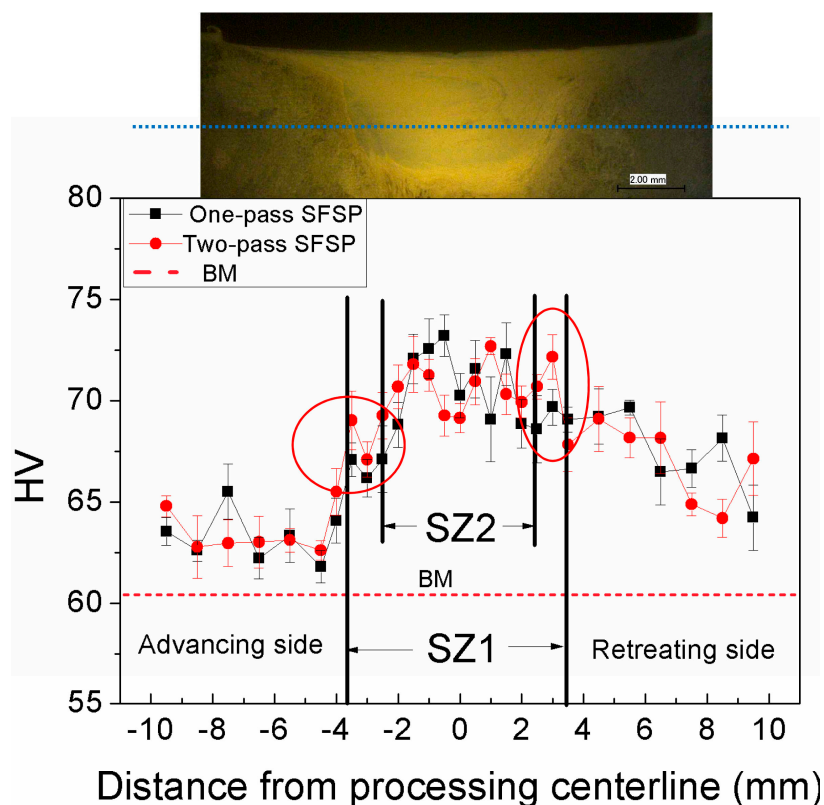 2.00 mm
80
One-pass SFSP
Two-pass SFSP
BM
75
70
65
60
55
HV
SZ2
BM
Advancing side
SZ1
Retreating side
-10 -8 -6 -4 -2 0 2 4 6 8 10
Distance from processing centerline (mm)